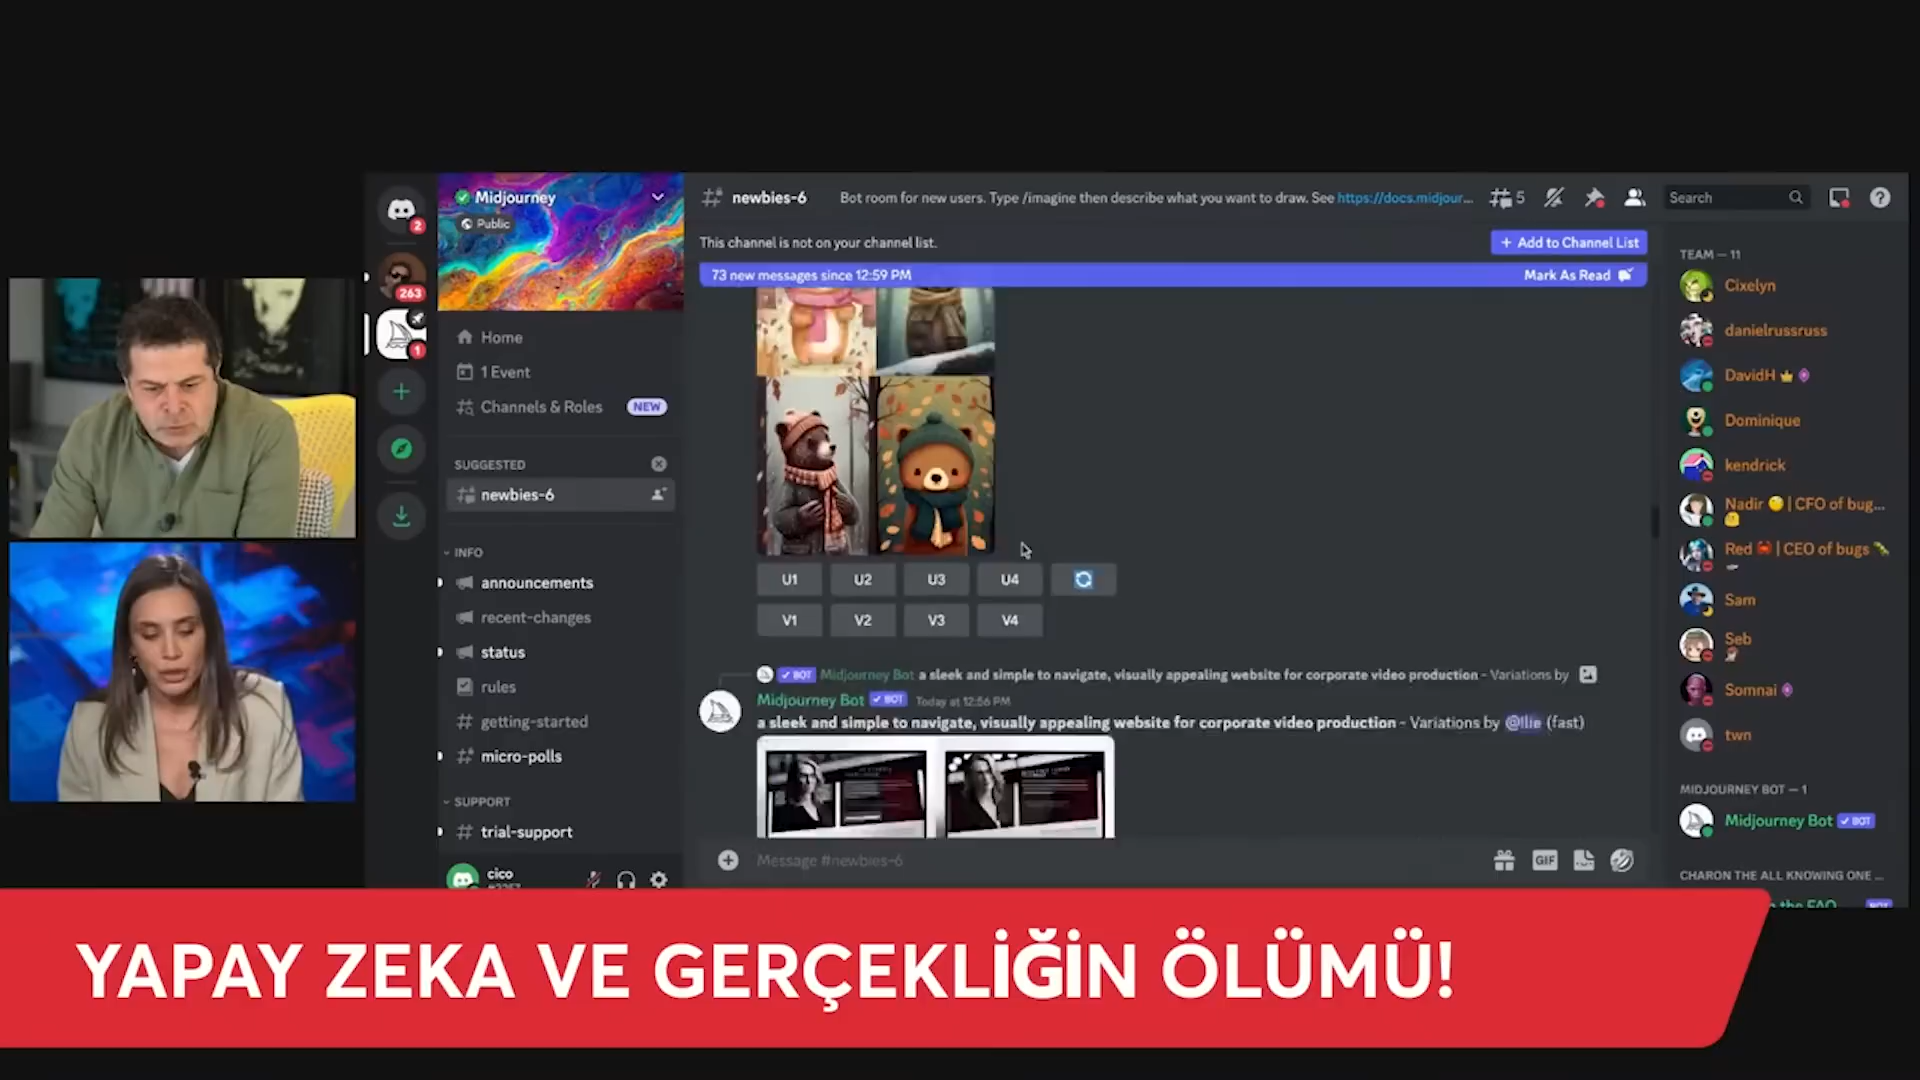 Midjourney
Public
2
263
1
Home
1 Event
Channels & Roles
NEW
SUGGESTED
newbies-6
INFO
announcements
recent-changes
status
rules
getting-started
micro-polls
SUPPORT
trial-support
cico
newbies-6
Bot room for new users. Type /imagine then describe what you want to draw. See https://docs.midjour...
5
Search
This channel is not on your channel list.
+ Add to Channel List
73 new messages since 12:59 PM
Mark As Read
U1 U2 U3 U4
V1 V2 V3 V4
BOT Midjourney Bot a sleek and simple to navigate, visually appealing website for corporate video production - Variations by
Midjourney Bot BOT Today at 12:56 PM
a sleek and simple to navigate, visually appealing website for corporate video production - Variations by @Ilie (fast)
Message #newbies-6
GIF
TEAM — 11
Cixelyn
danielrussruss
DavidH
Dominique
kendrick
Nadir | CFO of bug...
Red | CEO of bugs
Sam
Seb
Somnai
twn
MIDJOURNEY BOT — 1
Midjourney Bot BOT
CHARON THE ALL KNOWING ONE ...
the FAQ
BOT
YAPAY ZEKA VE GERÇEKLİĞİN ÖLÜMÜ!